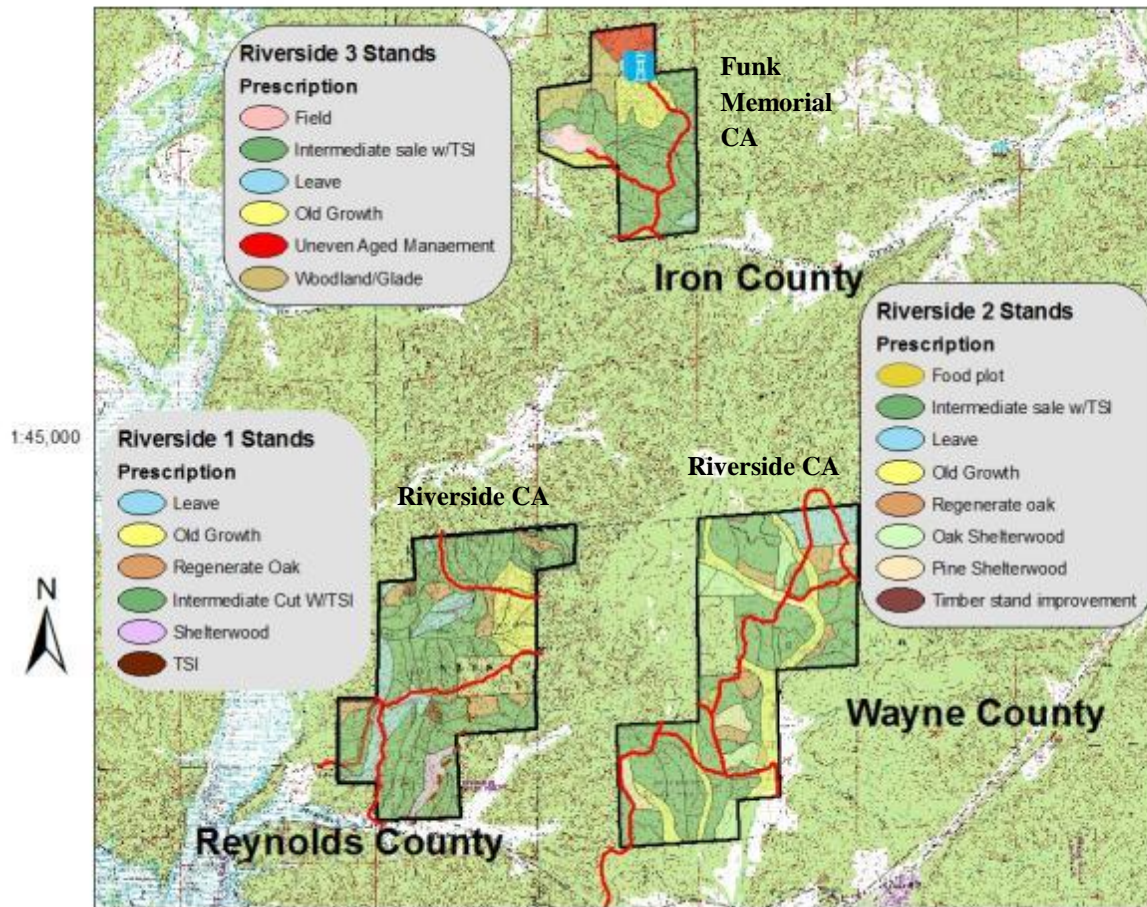 Riverside 3 Stands
Prescription
Field
Intermediate sale w/TSI
Leave
Old Growth
Uneven Aged Manaement
Woodland/Glade
Funk
Memorial
CA
Iron County
Riverside 2 Stands
Prescription
Food plot
Intermediate sale w/TSI
Leave
Old Growth
Regenerate oak
Oak Shelterwood
Pine Shelterwood
Timber stand improvement
1:45,000
Riverside 1 Stands
Prescription
Leave
Old Growth
Regenerate Oak
Intermediate Cut W/TSI
Shelterwood
TSI
Riverside CA
Riverside CA
N
Wayne County
Reynolds County